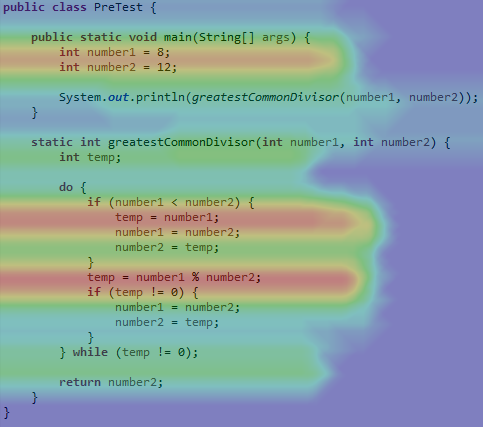 public class PreTest {
    public static void main(String[] args) {
        int number1 = 8;
        int number2 = 12;
        System.out.println(greatestCommonDivisor(number1, number2));
    }
    static int greatestCommonDivisor(int number1, int number2) {
        int temp;
        do {
            if (number1 < number2) {
                temp = number1;
                number1 = number2;
                number2 = temp;
            }
            temp = number1 % number2;
            if (temp != 0) {
                number1 = number2;
                number2 = temp;
            }
        } while (temp != 0);
        return number2;
    }
}